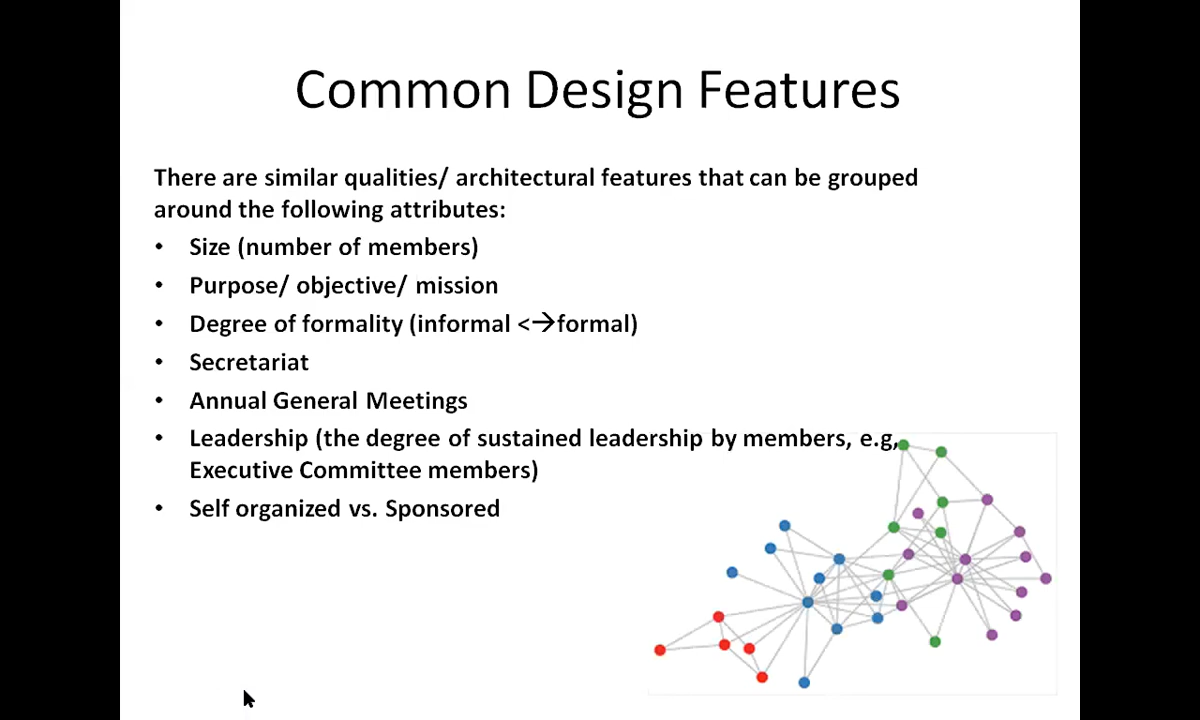 Common Design Features
There are similar qualities/ architectural features that can be grouped
around the following attributes:
• Size (number of members)
• Purpose/ objective/ mission
• Degree of formality (informal <→formal)
• Secretariat
• Annual General Meetings
• Leadership (the degree of sustained leadership by members, e.g,
Executive Committee members)
• Self organized vs. Sponsored